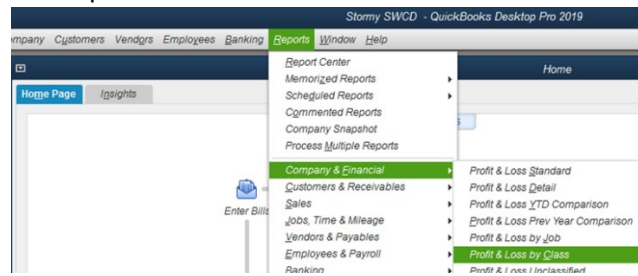 Stormy SWCD - QuickBooks Desktop Pro 2019
mpany Customers Vendors Employees Banking Reports Window Help
Home
Home Page Insights
Report Center
Memorized Reports
Scheduled Reports
Commented Reports
Company Snapshot
Process Multiple Reports
Company & Financial
Customers & Receivables
Sales
Jobs, Time & Mileage
Vendors & Payables
Employees & Payroll
Banking
Profit & Loss Standard
Profit & Loss Detail
Profit & Loss YTD Comparison
Profit & Loss Prev Year Comparison
Profit & Loss by Job
Profit & Loss by Class
Profit & Loss Unclassified
Enter Bills